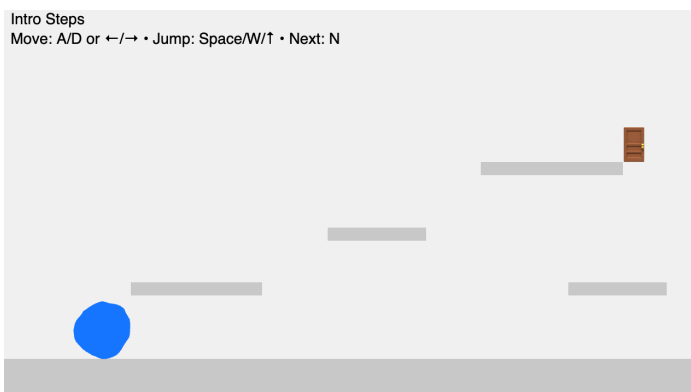 Intro Steps
Move: A/D or ←/→ • Jump: Space/W/↑ • Next: N